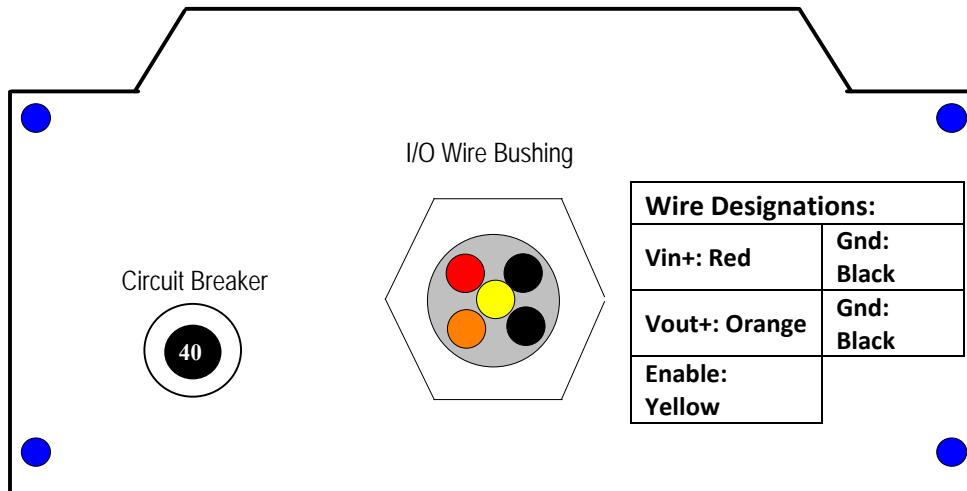 I/O Wire Bushing
Wire Designations:
Vin+: Red
Gnd:
Black
Circuit Breaker
Vout+: Orange
Gnd:
Black
40
Enable:
Yellow